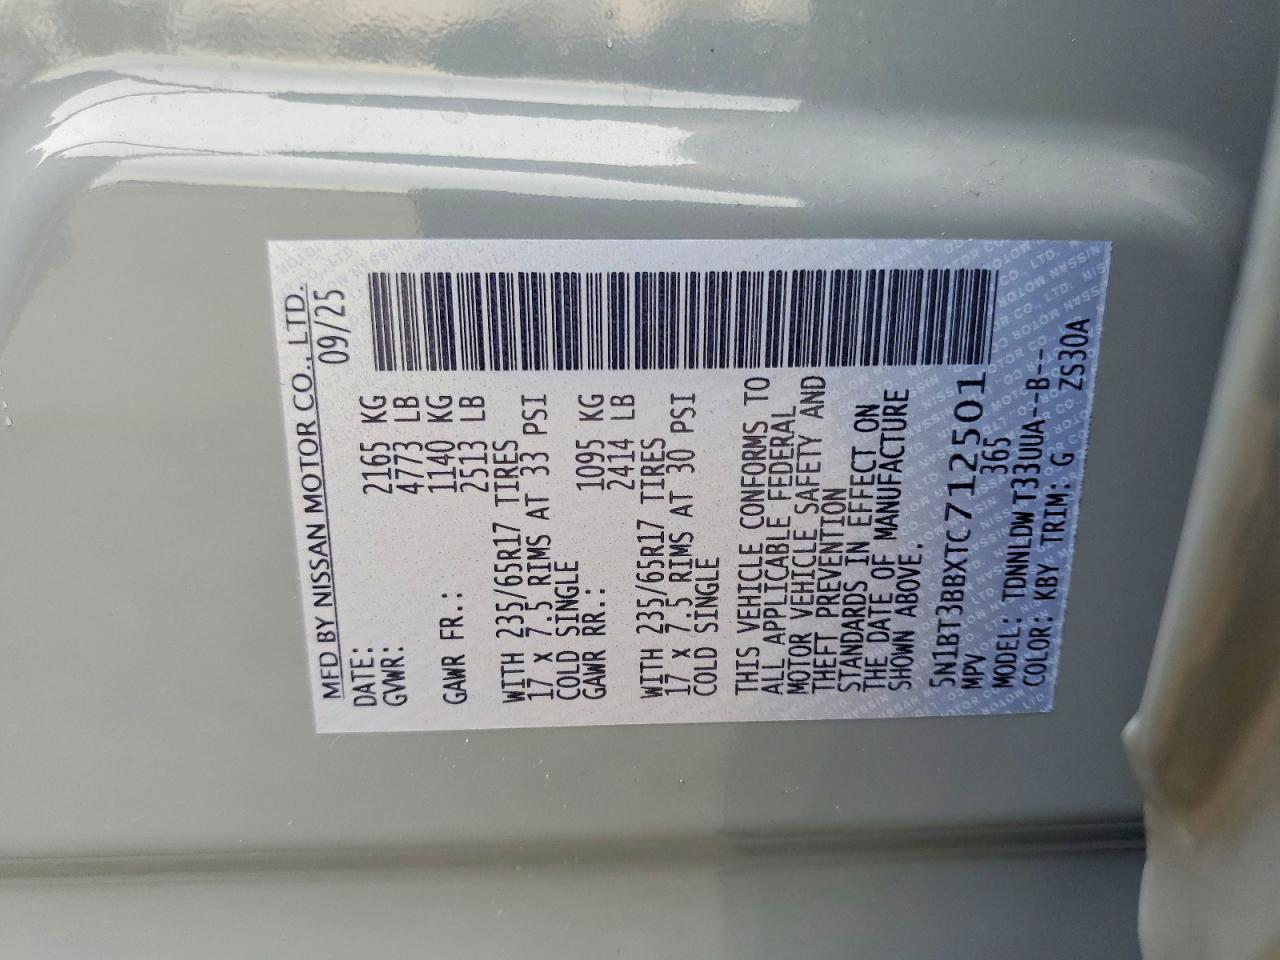 MFD BY NISSAN MOTOR CO., LTD.
DATE: 09/25
GVWR: 2165 KG
4773 LB
GAWR FR.: 1140 KG
2513 LB
WITH 235/65R17 TIRES
17 X 7.5 RIMS AT 33 PSI
COLD SINGLE
GAWR RR.: 1095 KG
2414 LB
WITH 235/65R17 TIRES
17 X 7.5 RIMS AT 30 PSI
COLD SINGLE
THIS VEHICLE CONFORMS TO
ALL APPLICABLE FEDERAL
MOTOR VEHICLE SAFETY AND
THEFT PREVENTION
STANDARDS IN EFFECT ON
THE DATE OF MANUFACTURE
SHOWN ABOVE.
5N1BT3BBXTC712501
MPV 365
MODEL: TDNNLDW T33UUA--B---
COLOR: KBY TRIM: G ZS30A